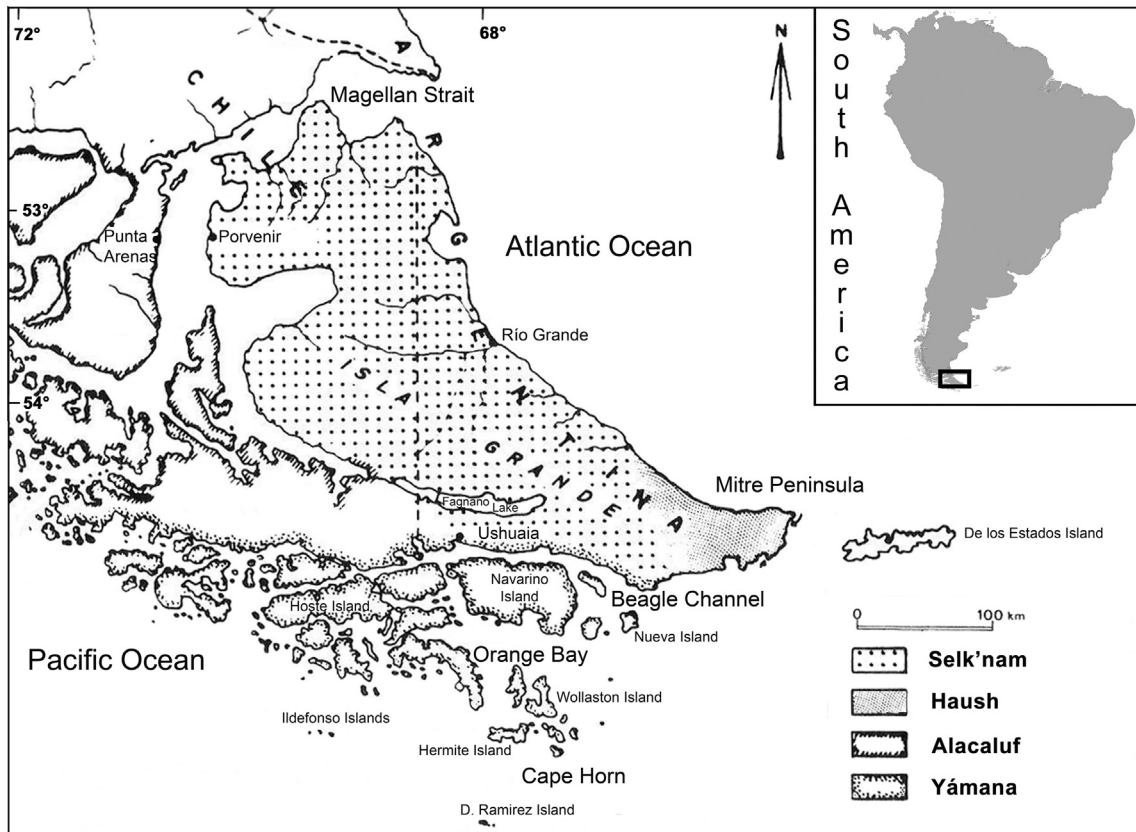 72°
68°
CHILE
ARGENTINA
Magellan Strait
N
South America
53°
Punta
Arenas
Porvenir
Atlantic Ocean
Río Grande
54°
ISLA GRANDE
Mitre Peninsula
Fagnano Lake
Ushuaia
De los Estados Island
Navarino
Island
Hoste Island
Beagle Channel
Nueva Island
0 100 km
Pacific Ocean
Orange Bay
Selk'nam
Wollaston Island
Haush
Ildefonso Islands
Hermite Island
Alacaluf
Cape Horn
Yámana
D. Ramirez Island